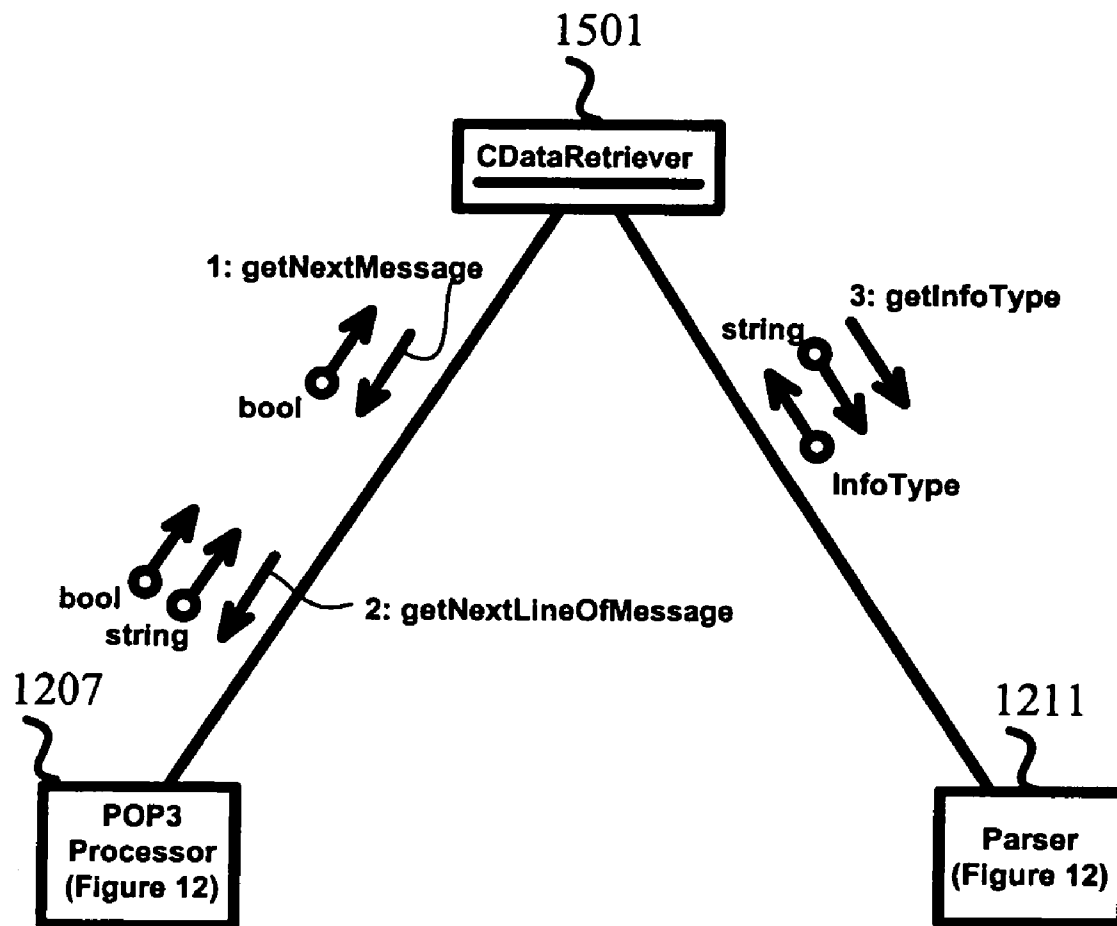 1501
CDataRetriever
1: getNextMessage
bool
3: getInfoType
string
InfoType
bool
string
2: getNextLineOfMessage
1207
POP3
Processor
(Figure 12)
1211
Parser
(Figure 12)